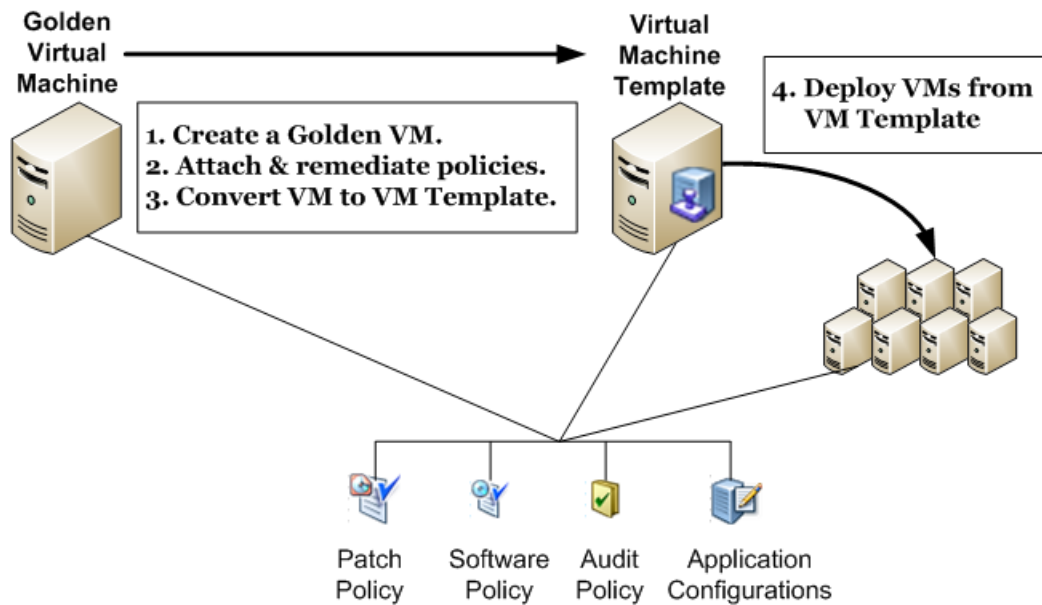 Golden
Virtual
Machine
Virtual
Machine
Template
1. Create a Golden VM.
2. Attach & remediate policies.
3. Convert VM to VM Template.
4. Deploy VMs from
VM Template
Patch
Policy
Software
Policy
Audit
Policy
Application
Configurations